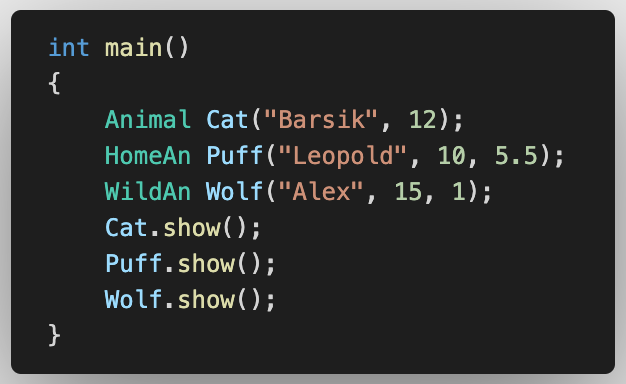 int main()
{
    Animal Cat("Barsik", 12);
    HomeAn Puff("Leopold", 10, 5.5);
    WildAn Wolf("Alex", 15, 1);
    Cat.show();
    Puff.show();
    Wolf.show();
}